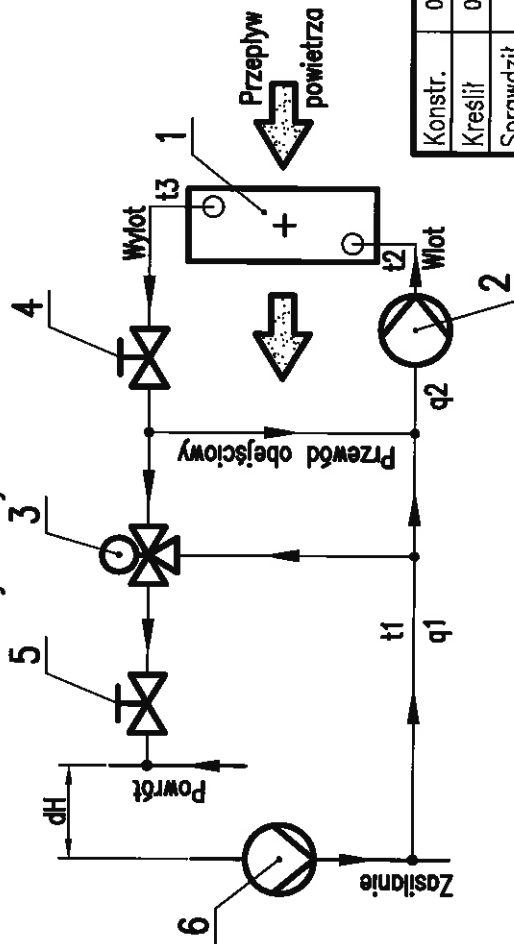 3
4
5
1
Wylot
t3
Przepływ
powietrza
dH
Powrót
Przewód obejściowy
t2
Wlot
t1
q1
q2
2
6
Zasilanie
Konstr.
Kreślił
Sprawdził